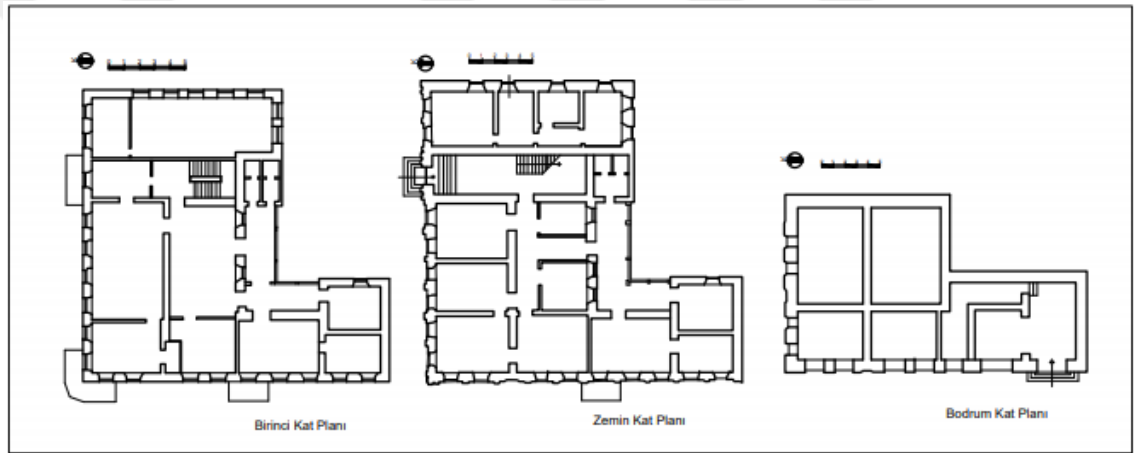 Birinci Kat Planı
Zemin Kat Planı
Bodrum Kat Planı